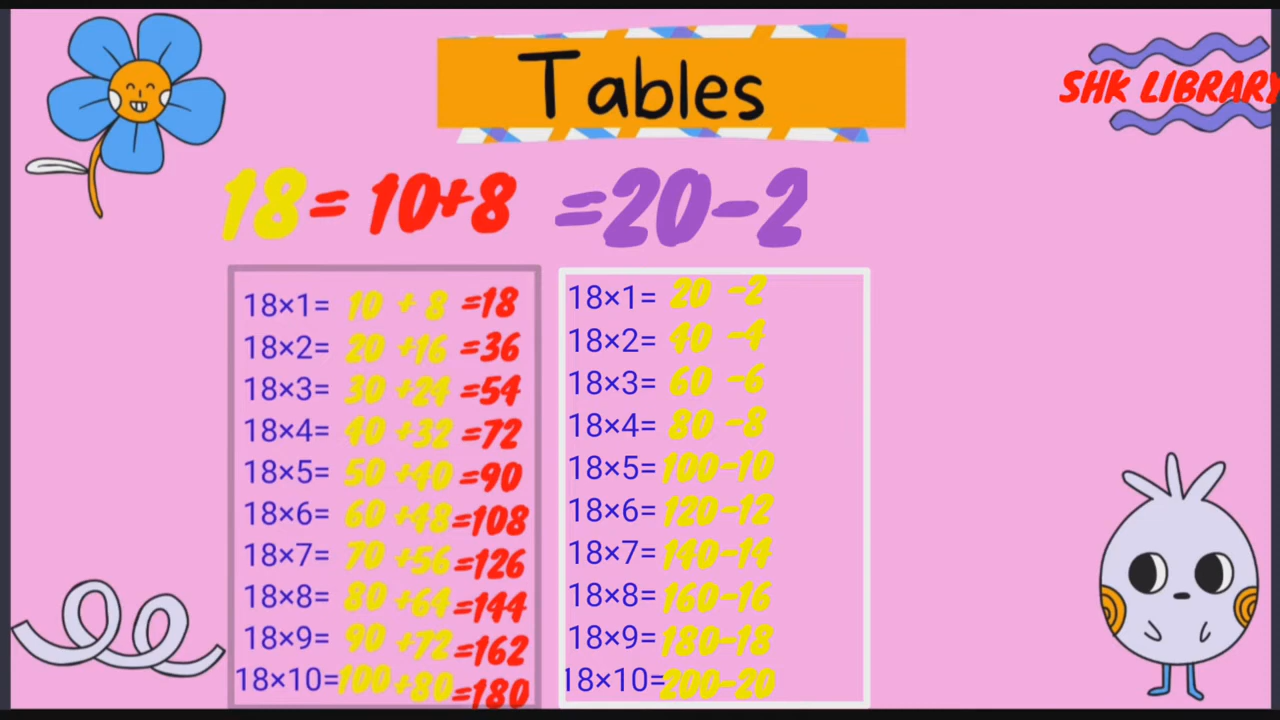 Tables
SHK LIBRARY
18= 10+8 =20-2
18×1= 10 + 8 =18
18×2= 20 +16 =36
18×3= 30 +24 =54
18×4= 40 +32 =72
18×5= 50 +40 =90
18×6= 60 +48 =108
18×7= 70 +56 =126
18×8= 80 +64 =144
18×9= 90 +72 =162
18×10= 100 +80 =180
18×1= 20 -2
18×2= 40 -4
18×3= 60 -6
18×4= 80 -8
18×5= 100-10
18×6= 120-12
18×7= 140-14
18×8= 160-16
18×9= 180-18
18×10= 200-20